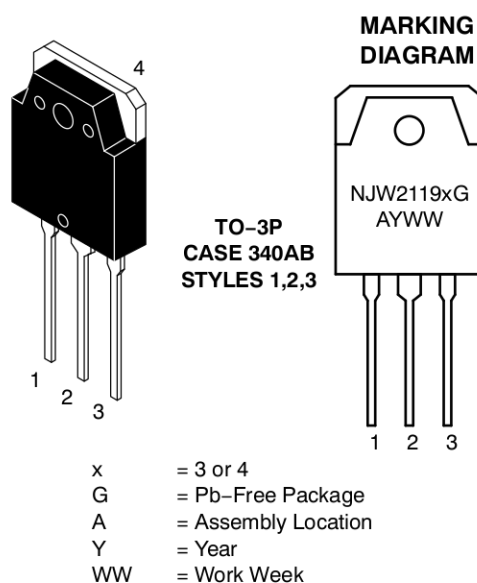 MARKING
DIAGRAM
4
NJW2119xG
AYWW
TO−3P
CASE 340AB
STYLES 1,2,3
1
2
3
1 2 3
x = 3 or 4
G = Pb−Free Package
A = Assembly Location
Y = Year
WW = Work Week